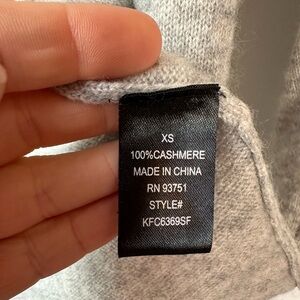 XS
100%CASHMERE
MADE IN CHINA
RN 93751
STYLE#
KFC6369SF